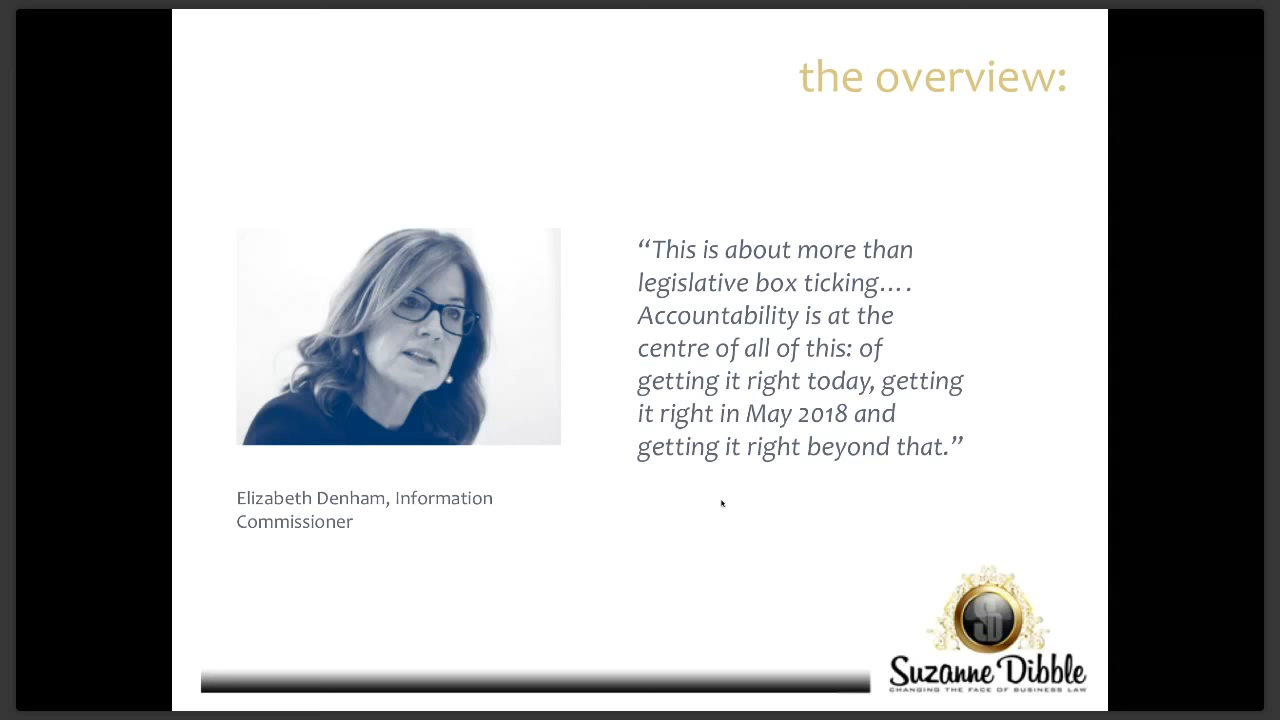 the overview:
“This is about more than
legislative box ticking….
Accountability is at the
centre of all of this: of
getting it right today, getting
it right in May 2018 and
getting it right beyond that.”
Elizabeth Denham, Information
Commissioner
SD
Suzanne Dibble
CHANGING THE FACE OF BUSINESS LAW